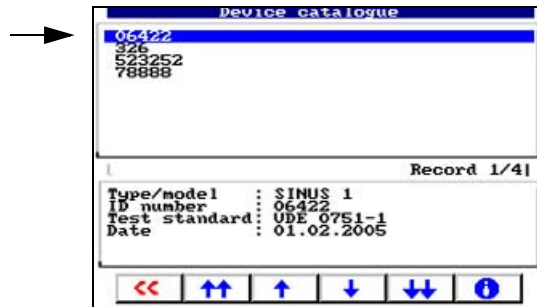 Device catalogue
06422
326
523252
78888
Record 1/4
Type/model : SINUS 1
ID number : 06422
Test standard: VDE 0751-1
Date : 01.02.2005
<<